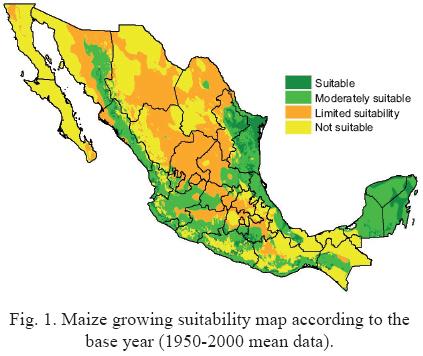 Suitable
Moderately suitable
Limited suitability
Not suitable
Fig. 1. Maize growing suitability map according to the
base year (1950-2000 mean data).